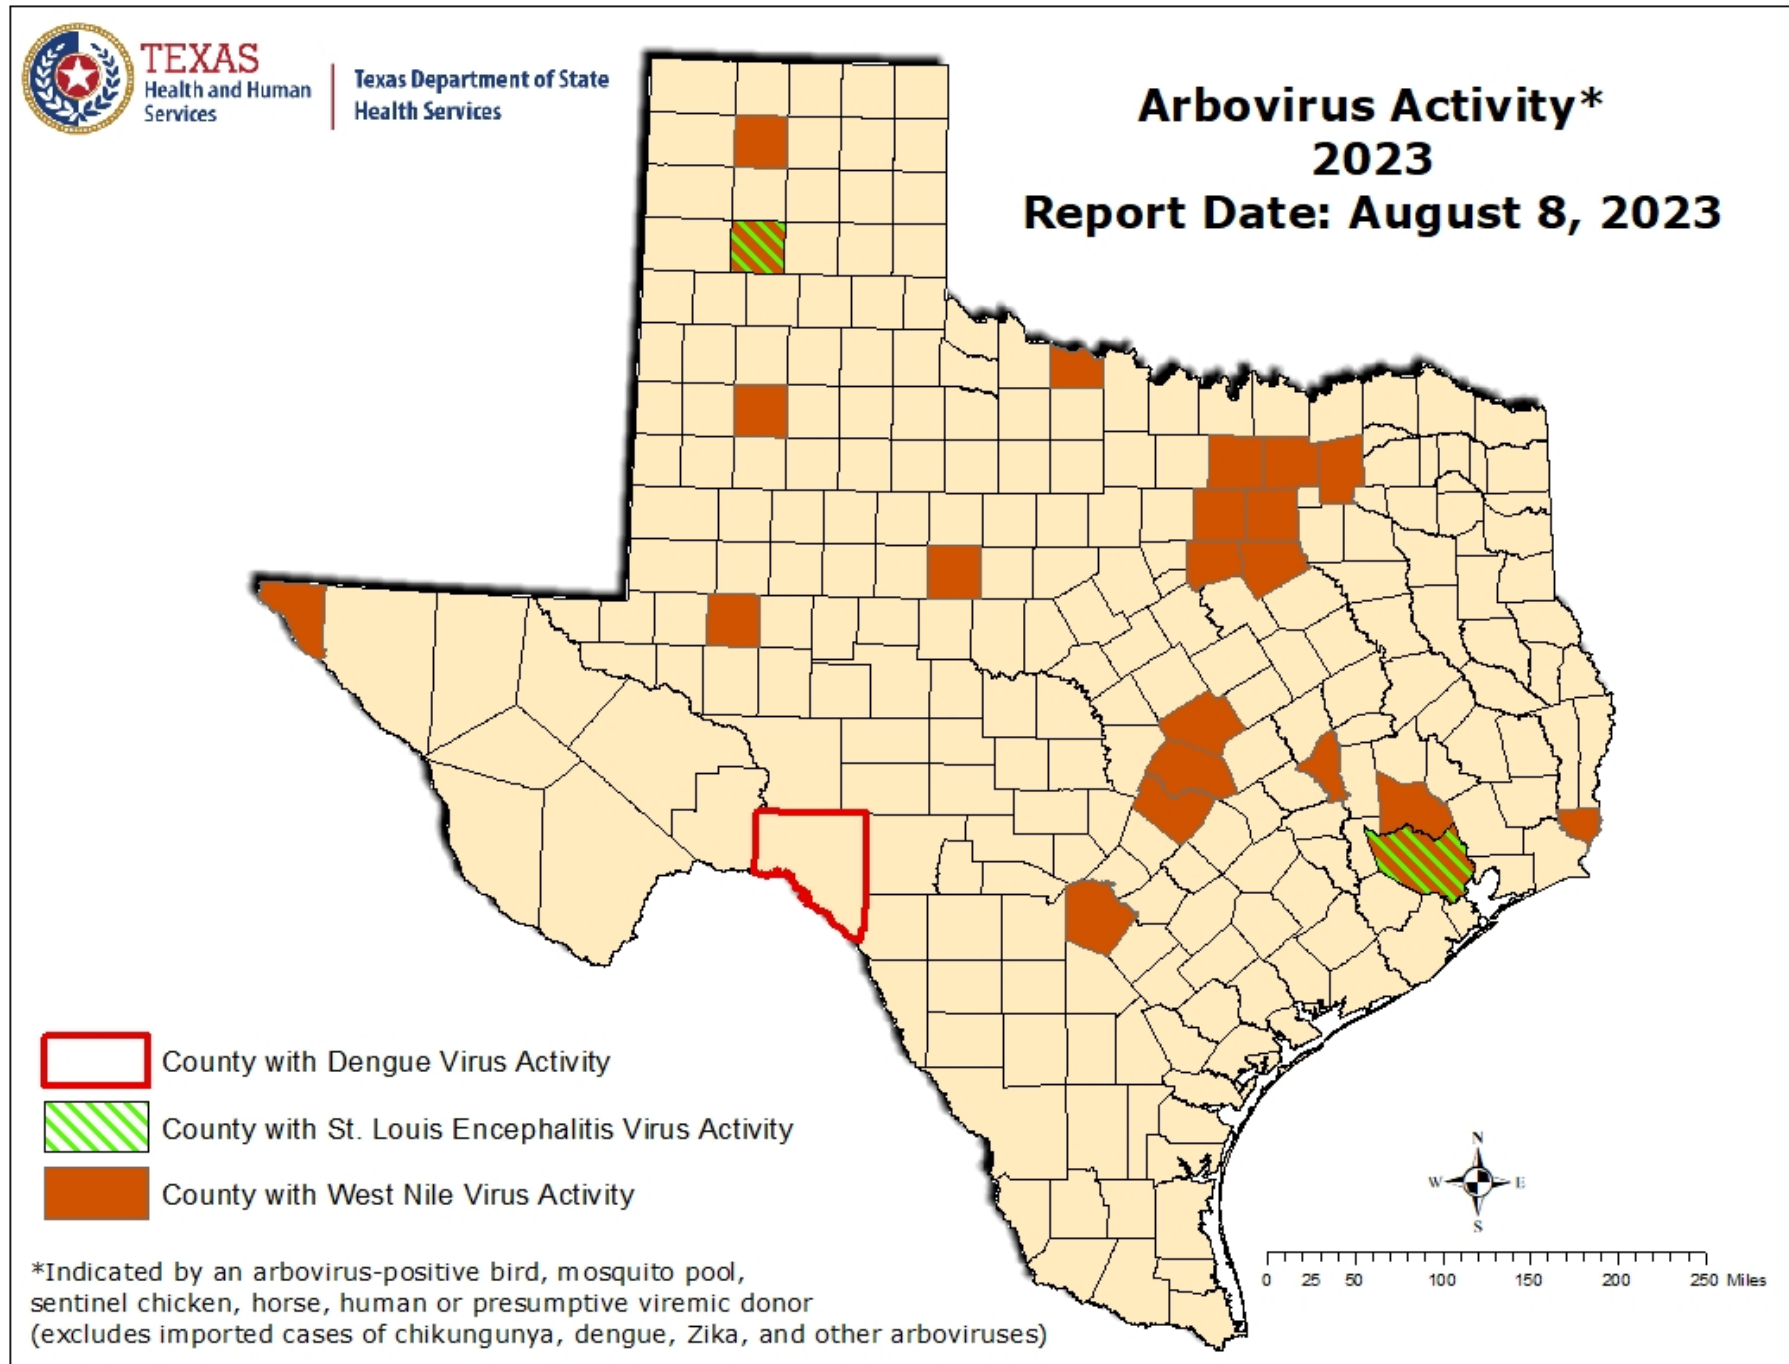 TEXAS
Health and Human
Services
Texas Department of State
Health Services
Arbovirus Activity*
2023
Report Date: August 8, 2023
County with Dengue Virus Activity
County with St. Louis Encephalitis Virus Activity
County with West Nile Virus Activity
*Indicated by an arbovirus-positive bird, mosquito pool,
sentinel chicken, horse, human or presumptive viremic donor
(excludes imported cases of chikungunya, dengue, Zika, and other arboviruses)
N
W E
S
0 25 50 100 150 200 250 Miles